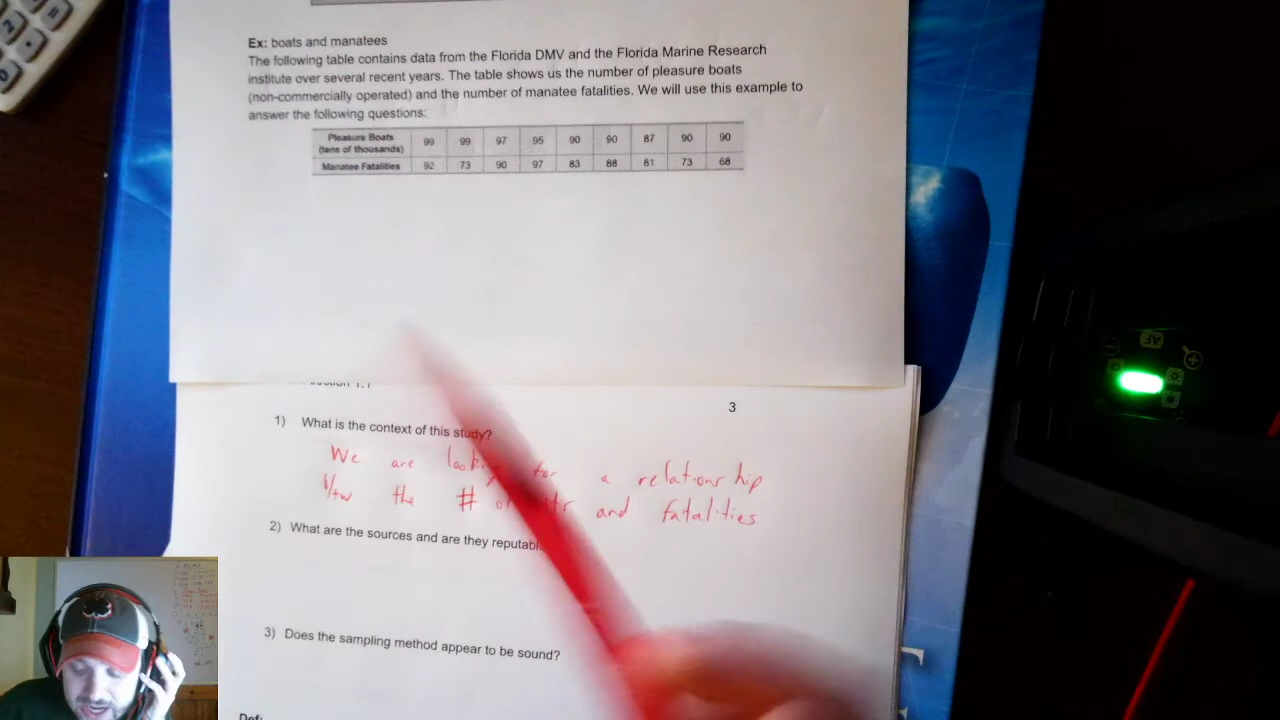 Ex: boats and manatees
The following table contains data from the Florida DMV and the Florida Marine Research
institute over several recent years. The table shows us the number of pleasure boats
(non-commercially operated) and the number of manatee fatalities. We will use this example to
answer the following questions:
Pleasure Boats (tens of thousands) 99 99 97 95 90 90 87 90 90
Manatee Fatalities 92 73 90 97 83 88 81 73 68
3
1) What is the context of this study?
We are for a relationship
b/tw the # and fatalities
2) What are the sources and are they
3) Does the sampling method appear to be sound?
Def:
AF